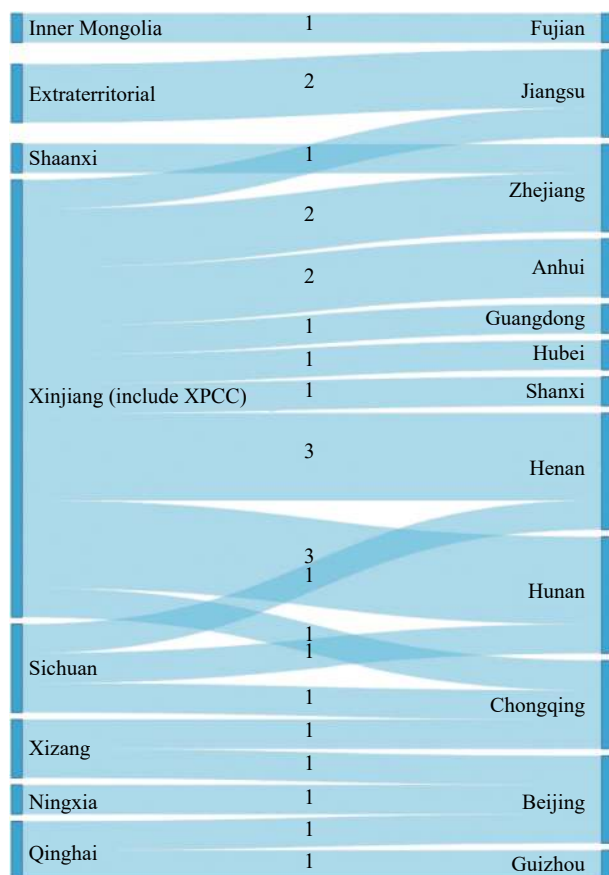 Inner Mongolia 1 Fujian
Extraterritorial 2 Jiangsu
Shaanxi 1
Zhejiang
2
2 Anhui
1 Guangdong
1 Hubei
1 Shanxi
Xinjiang (include XPCC)
3 Henan
3
1 Hunan
1
1
Sichuan
1 Chongqing
1
Xizang
1
Ningxia 1 Beijing
1
Qinghai 1 Guizhou